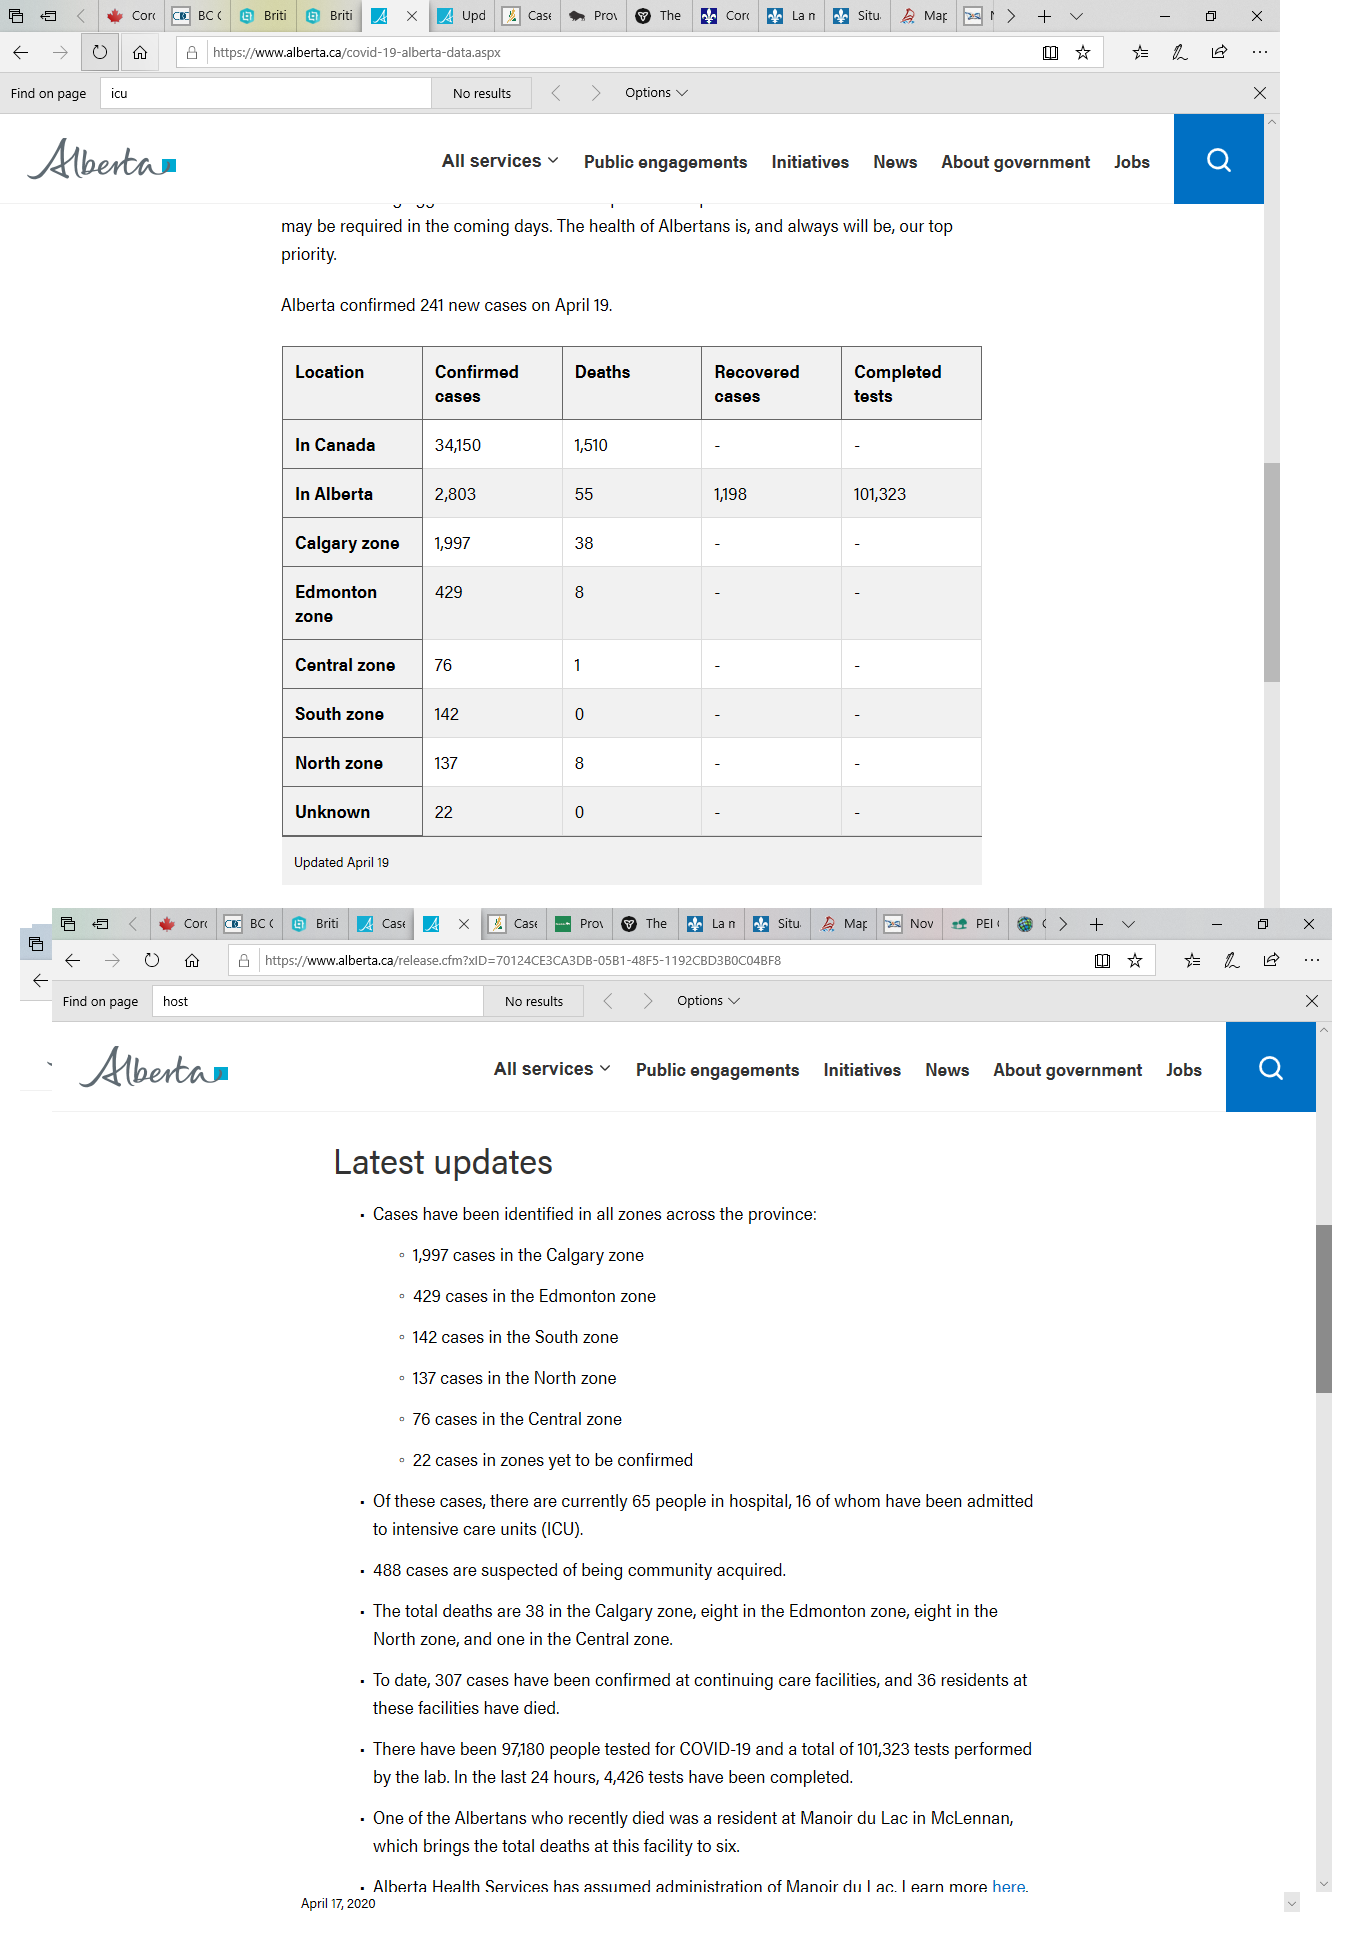 Cord
BC C
Briti
Briti
Upd
Case
Prov
The
Corc
La m
Situ
Map
https://www.alberta.ca/covid-19-alberta-data.aspx
Find on page
icu
No results
Options
Alberta
All services
Public engagements
Initiatives
News
About government
Jobs
may be required in the coming days. The health of Albertans is, and always will be, our top
priority.
Alberta confirmed 241 new cases on April 19.
Location Confirmed cases Deaths Recovered cases Completed tests
In Canada 34,150 1,510 - -
In Alberta 2,803 55 1,198 101,323
Calgary zone 1,997 38 - -
Edmonton zone 429 8 - -
Central zone 76 1 - -
South zone 142 0 - -
North zone 137 8 - -
Unknown 22 0 - -
Updated April 19
Corc
BC C
Briti
Case
Case
Prov
The
La m
Situ
Map
Nov
PEI
https://www.alberta.ca/release.cfm?xID=70124CE3CA3DB-05B1-48F5-1192CBD3B0C04BF8
Find on page
host
No results
Options
Alberta
All services
Public engagements
Initiatives
News
About government
Jobs
Latest updates
Cases have been identified in all zones across the province:
1,997 cases in the Calgary zone
429 cases in the Edmonton zone
142 cases in the South zone
137 cases in the North zone
76 cases in the Central zone
22 cases in zones yet to be confirmed
Of these cases, there are currently 65 people in hospital, 16 of whom have been admitted
to intensive care units (ICU).
488 cases are suspected of being community acquired.
The total deaths are 38 in the Calgary zone, eight in the Edmonton zone, eight in the
North zone, and one in the Central zone.
To date, 307 cases have been confirmed at continuing care facilities, and 36 residents at
these facilities have died.
There have been 97,180 people tested for COVID-19 and a total of 101,323 tests performed
by the lab. In the last 24 hours, 4,426 tests have been completed.
One of the Albertans who recently died was a resident at Manoir du Lac in McLennan,
which brings the total deaths at this facility to six.
Alberta Health Services has assumed administration of Manoir du Lac. Learn more here.
April 17, 2020